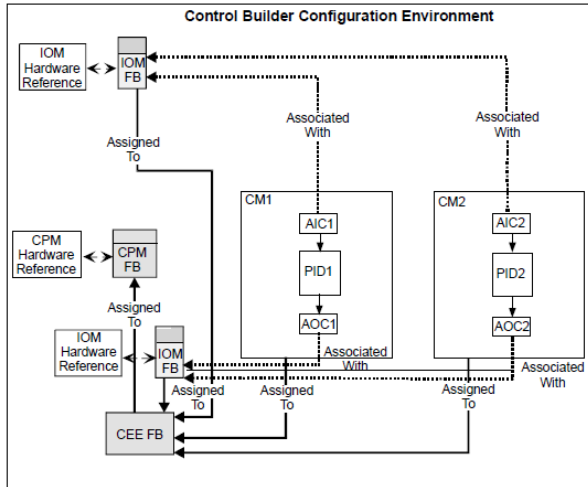 Control Builder Configuration Environment
IOM
Hardware
Reference
IOM
FB
Associated
With
Associated
With
Assigned
To
CM1
CM2
AIC1
AIC2
CPM
Hardware
Reference
CPM
FB
PID1
PID2
Assigned
To
AOC1
AOC2
IOM
Hardware
Reference
IOM
FB
Associated
With
Associated
With
Assigned
To
Assigned
To
Assigned
To
CEE FB